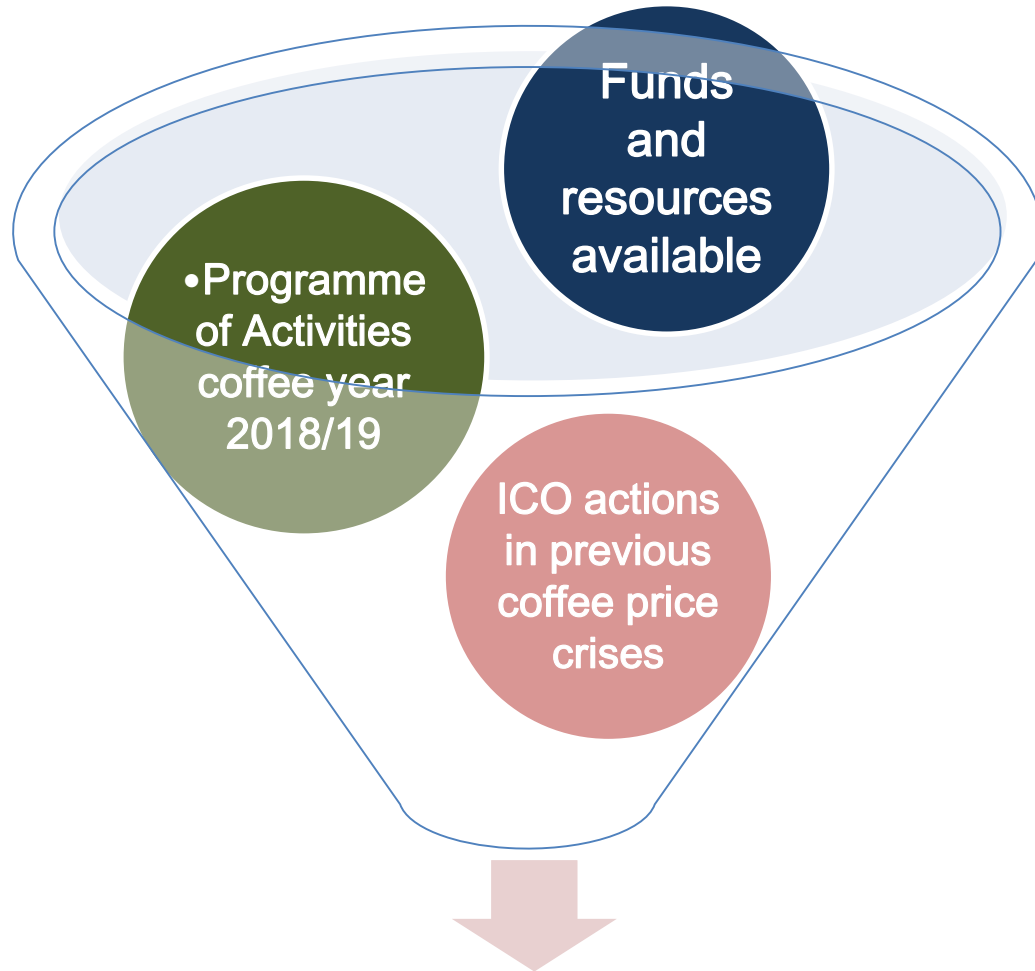 Funds
and
resources
available
•Programme
of Activities
coffee year
2018/19
ICO actions
in previous
coffee price
crises